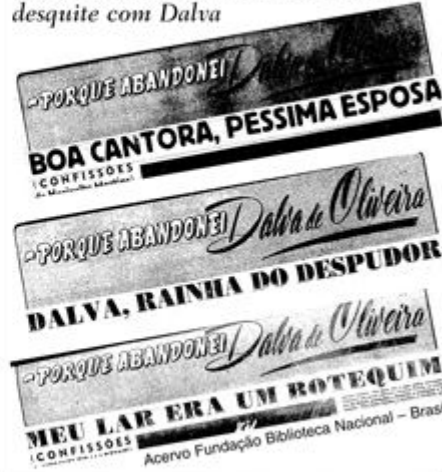 desquite com Dalva
-PORQUE ABANDONEI Dalva de Oliveira
BOA CANTORA, PESSIMA ESPOSA
(CONFISSÕES
-PORQUE ABANDONEI Dalva de Oliveira
DALVA, RAINHA DO DESPUDOR
-PORQUE ABANDONEI Dalva de Oliveira
MEU LAR ERA UM BOTEQUIM
(CONFISSÕES
Acervo Fundação Biblioteca Nacional – Brasi